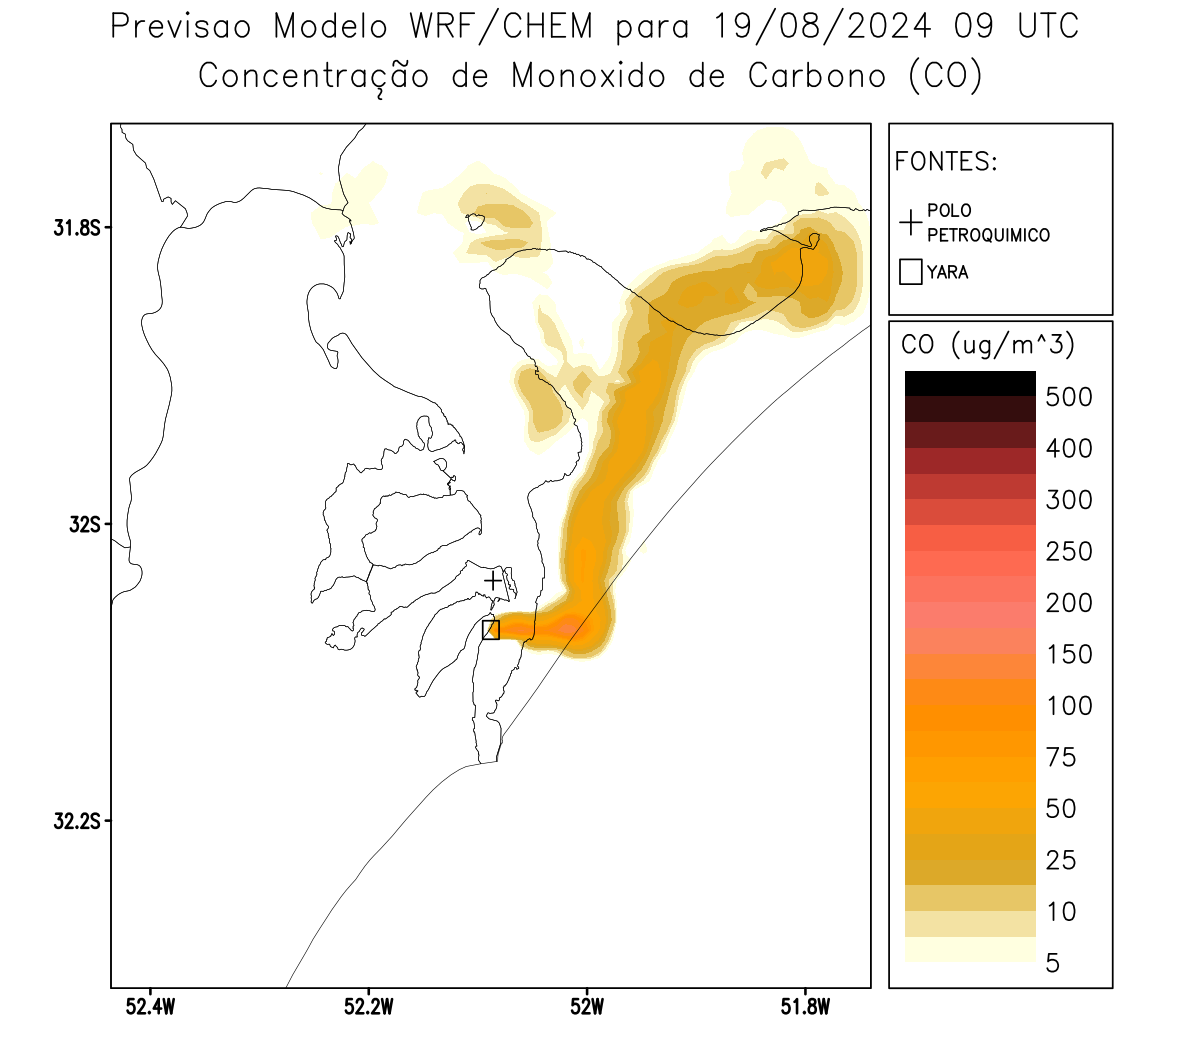 Previsao Modelo WRF/CHEM para 19/08/2024 09 UTC
Concentração de Monoxido de Carbono (CO)
FONTES:
POLO
PETROQUIMICO
YARA
CO (ug/m^3)
500
400
300
250
200
150
100
75
50
25
10
5
31.8S
32S
32.2S
52.4W
52.2W
52W
51.8W